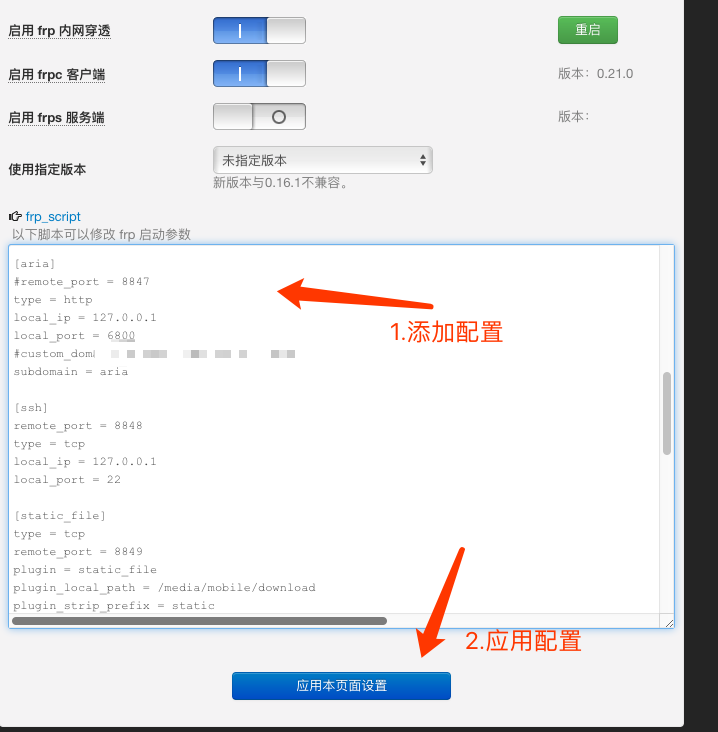 启用 frp 内网穿透
重启
启用 frpc 客户端
版本：0.21.0
启用 frps 服务端
版本：
使用指定版本
未指定版本
新版本与0.16.1不兼容。
frp_script
以下脚本可以修改 frp 启动参数
[aria]
#remote_port = 8847
type = http
local_ip = 127.0.0.1
local_port = 6800
#custom_dom
subdomain = aria
1.添加配置
[ssh]
remote_port = 8848
type = tcp
local_ip = 127.0.0.1
local_port = 22
[static_file]
type = tcp
remote_port = 8849
plugin = static_file
plugin_local_path = /media/mobile/download
plugin_strip_prefix = static
2.应用配置
应用本页面设置